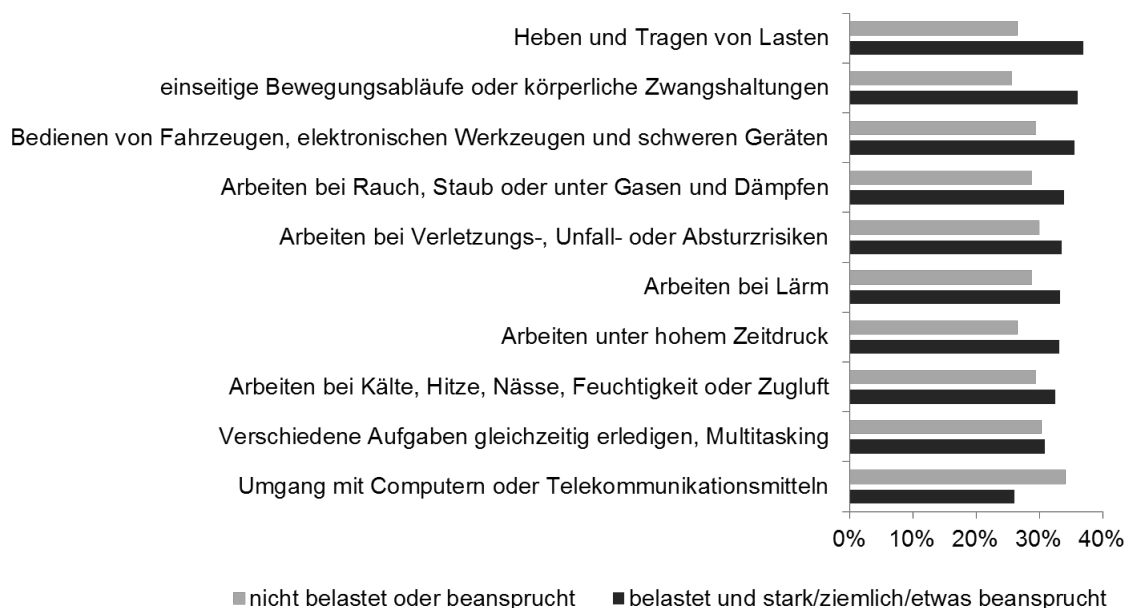 Heben und Tragen von Lasten
einseitige Bewegungsabläufe oder körperliche Zwangshaltungen
Bedienen von Fahrzeugen, elektronischen Werkzeugen und schweren Geräten
Arbeiten bei Rauch, Staub oder unter Gasen und Dämpfen
Arbeiten bei Verletzungs-, Unfall- oder Absturzrisiken
Arbeiten bei Lärm
Arbeiten unter hohem Zeitdruck
Arbeiten bei Kälte, Hitze, Nässe, Feuchtigkeit oder Zugluft
Verschiedene Aufgaben gleichzeitig erledigen, Multitasking
Umgang mit Computern oder Telekommunikationsmitteln
0% 10% 20% 30% 40%
nicht belastet oder beansprucht belastet und stark/ziemlich/etwas beansprucht